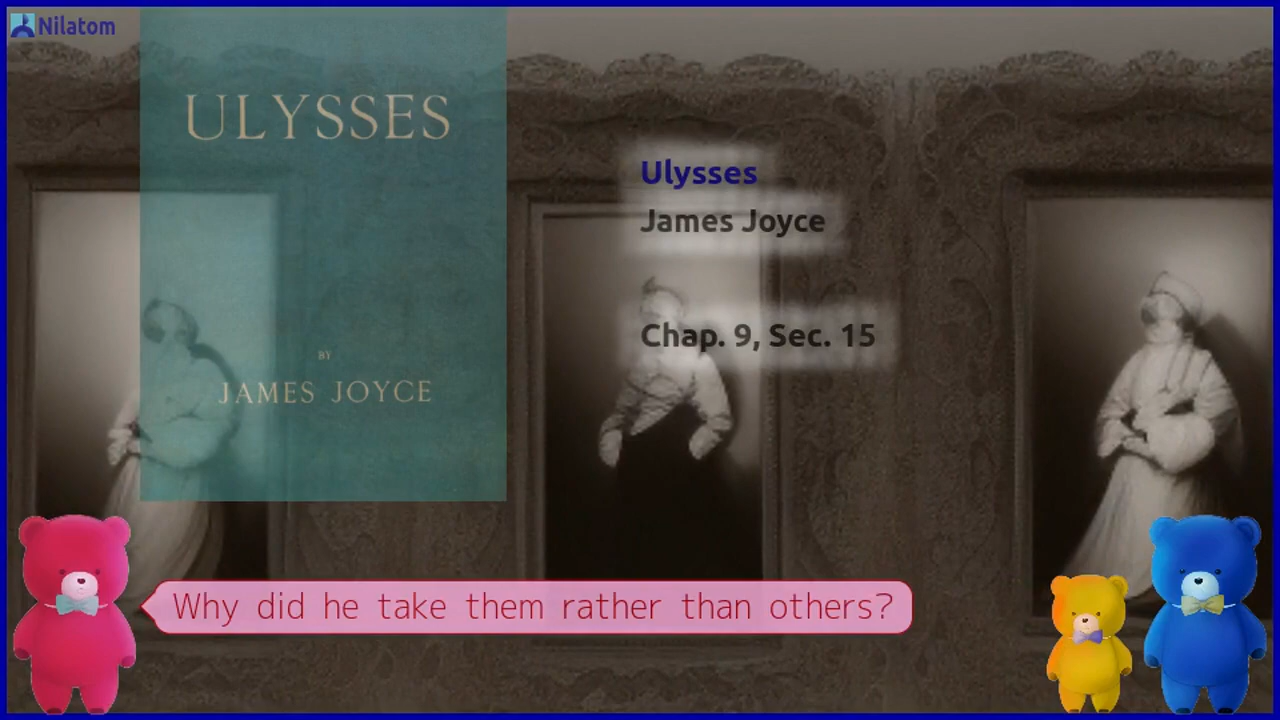 Nilatom
ULYSSES
BY
JAMES JOYCE
Ulysses
James Joyce
Chap. 9, Sec. 15
Why did he take them rather than others?